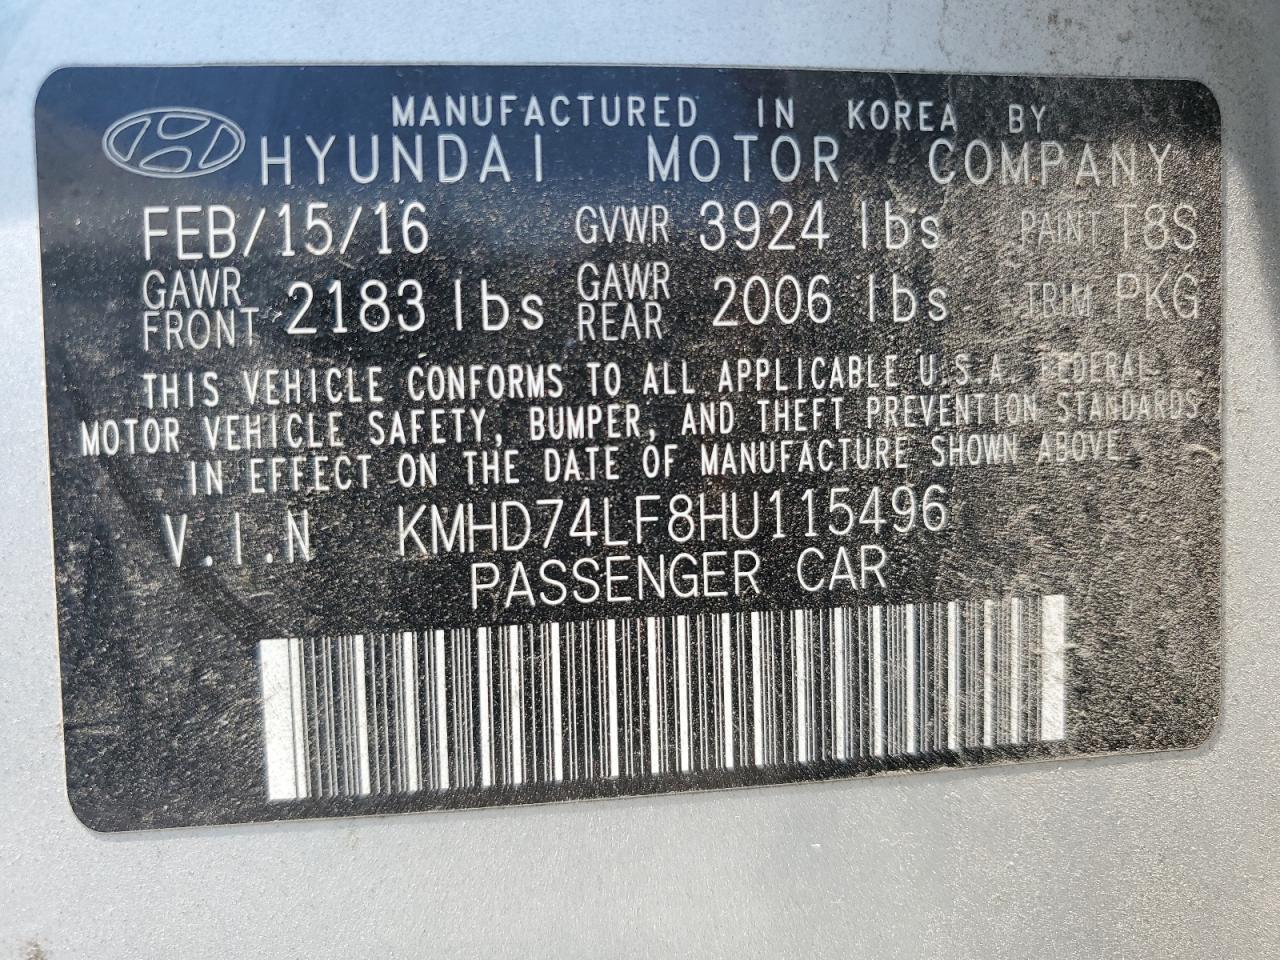 MANUFACTURED IN KOREA BY
HYUNDAI MOTOR COMPANY
FEB/15/16 GVWR 3924 lbs PAINT T8S
GAWR FRONT 2183 lbs GAWR REAR 2006 lbs TRIM PKG
THIS VEHICLE CONFORMS TO ALL APPLICABLE U.S.A. FEDERAL
MOTOR VEHICLE SAFETY, BUMPER, AND THEFT PREVENTION STANDARDS
IN EFFECT ON THE DATE OF MANUFACTURE SHOWN ABOVE.
V.I.N KMHD74LF8HU115496
PASSENGER CAR